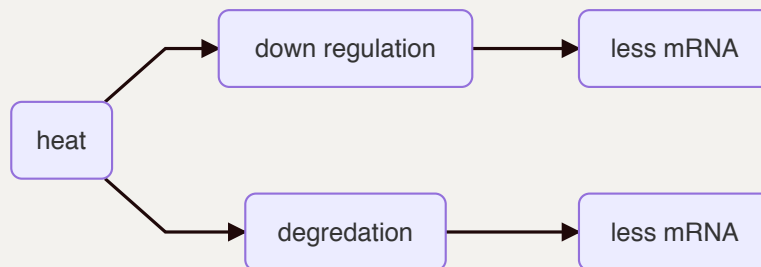 down regulation
less mRNA
heat
degredation
less mRNA